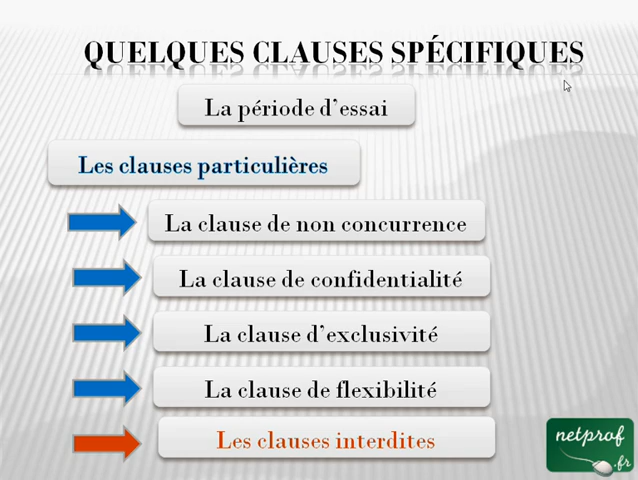 QUELQUES CLAUSES SPÉCIFIQUES
La période d'essai
Les clauses particulières
La clause de non concurrence
La clause de confidentialité
La clause d'exclusivité
La clause de flexibilité
Les clauses interdites
netprof
.fr